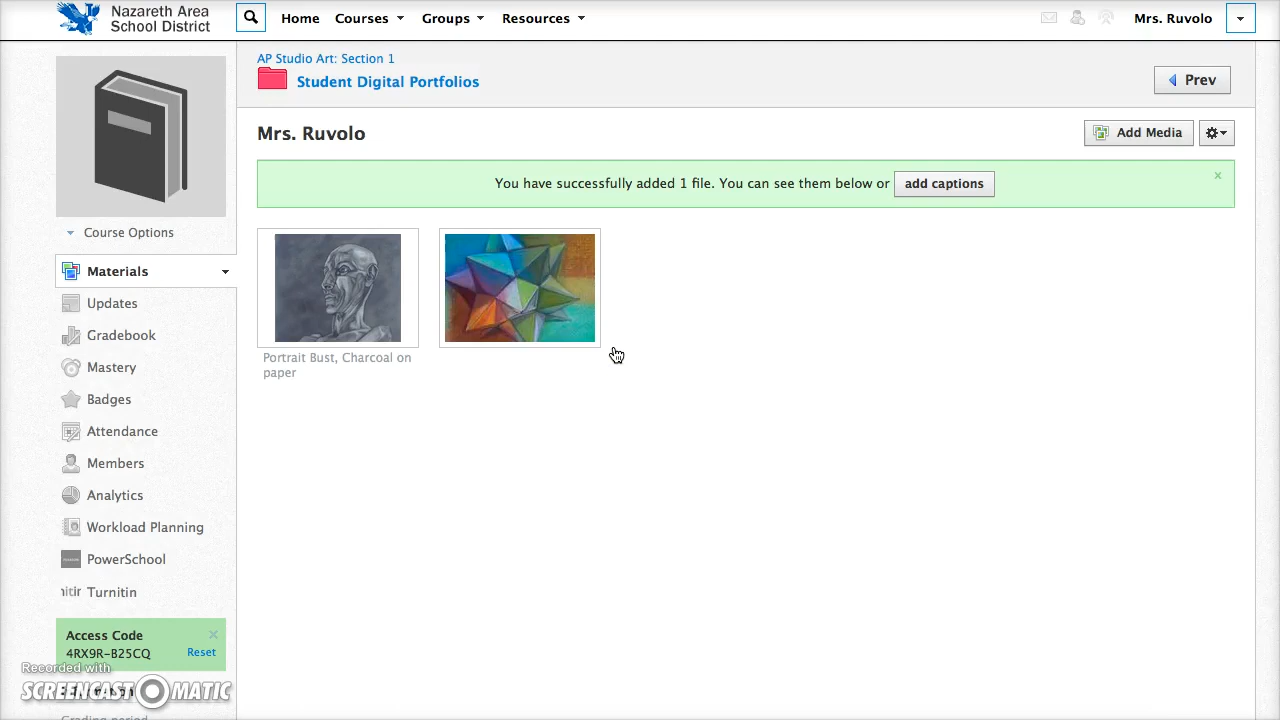 Nazareth Area
School District
Home
Courses
Groups
Resources
Mrs. Ruvolo
AP Studio Art: Section 1
Student Digital Portfolios
Prev
Mrs. Ruvolo
Add Media
You have successfully added 1 file. You can see them below or add captions
Portrait Bust, Charcoal on
paper
Course Options
Materials
Updates
Gradebook
Mastery
Badges
Attendance
Members
Analytics
Workload Planning
PowerSchool
Turnitin
Access Code
4RX9R-B25CQ
Reset
Recorded with
SCREENCAST-O-MATIC
Grading period